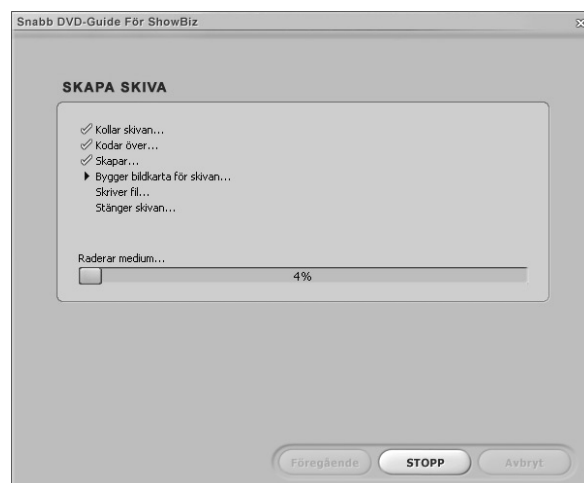 Snabb DVD-Guide För ShowBiz
SKAPA SKIVA
Kollar skivan...
Kodar över...
Skapar...
Bygger bildkarta för skivan...
Skriver fil...
Stänger skivan...
Raderar medium...
4%
Föregående
STOPP
Avbryt